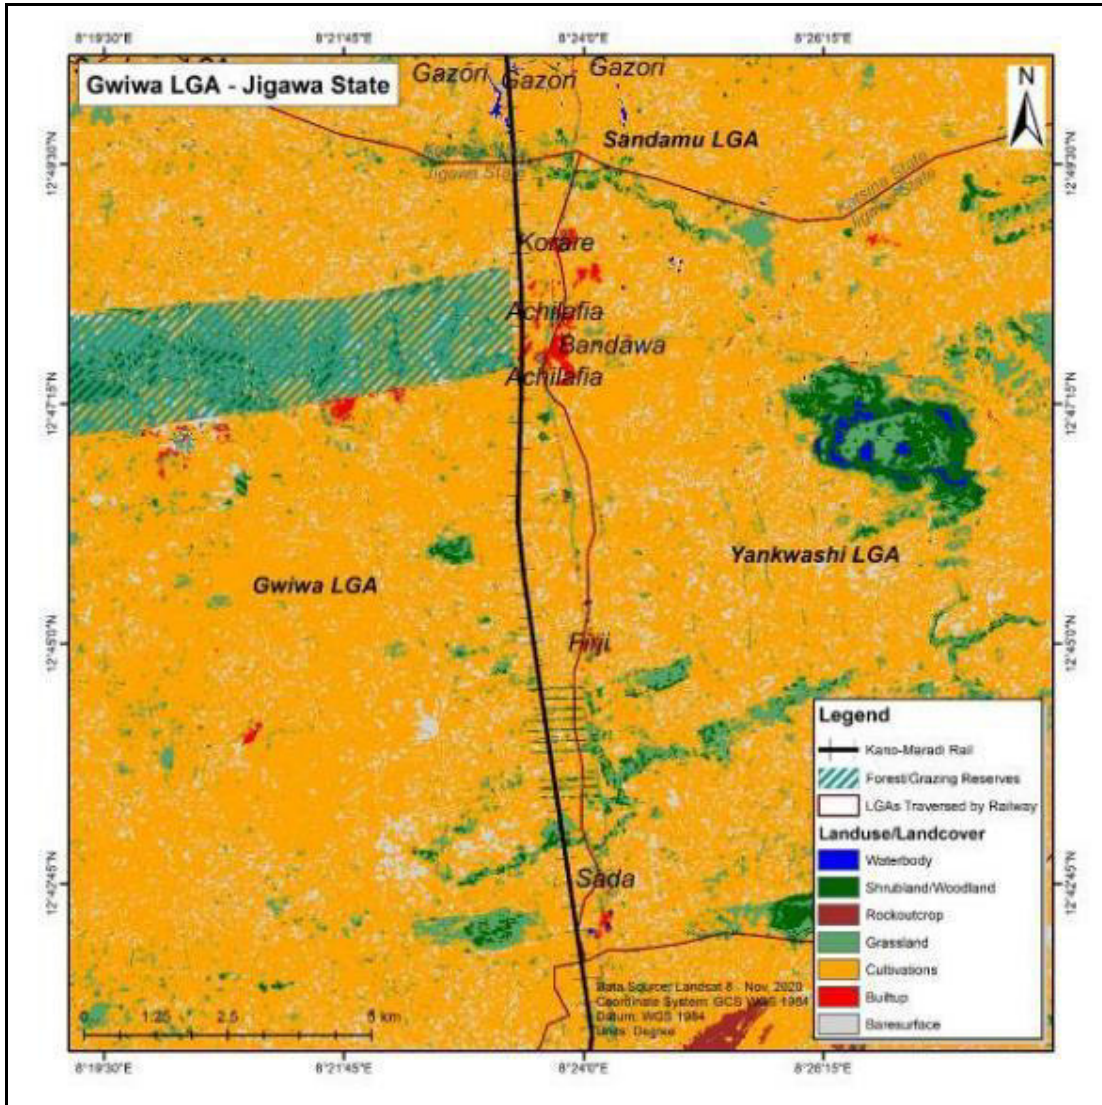 8°19'30"E 8°21'45"E 8°24'0"E 8°26'15"E
Gwiwa LGA - Jigawa State
Gazori Gazori Gazori
N
Sandamu LGA
12°49'30"N 12°49'30"N
Jigawa State
Katsina State
Jigawa State
Korare
Achilafia
Bandawa
Achilafia
12°47'15"N 12°47'15"N
Yankwashi LGA
Gwiwa LGA
12°45'0"N 12°45'0"N
Firji
Sada
12°42'45"N 12°42'45"N
Legend
Kano-Maradi Rail
Forest/Grazing Reserves
LGAs Traversed by Railway
Landuse/Landcover
Waterbody
Shrubland/Woodland
Rockoutcrop
Grassland
Cultivations
Builtup
Baresurface
Data Source: Landsat 8 - Nov, 2020
Coordinate System: GCS WGS 1984
Datum: WGS 1984
Units: Degree
0 1.25 2.5 5 km
8°19'30"E 8°21'45"E 8°24'0"E 8°26'15"E